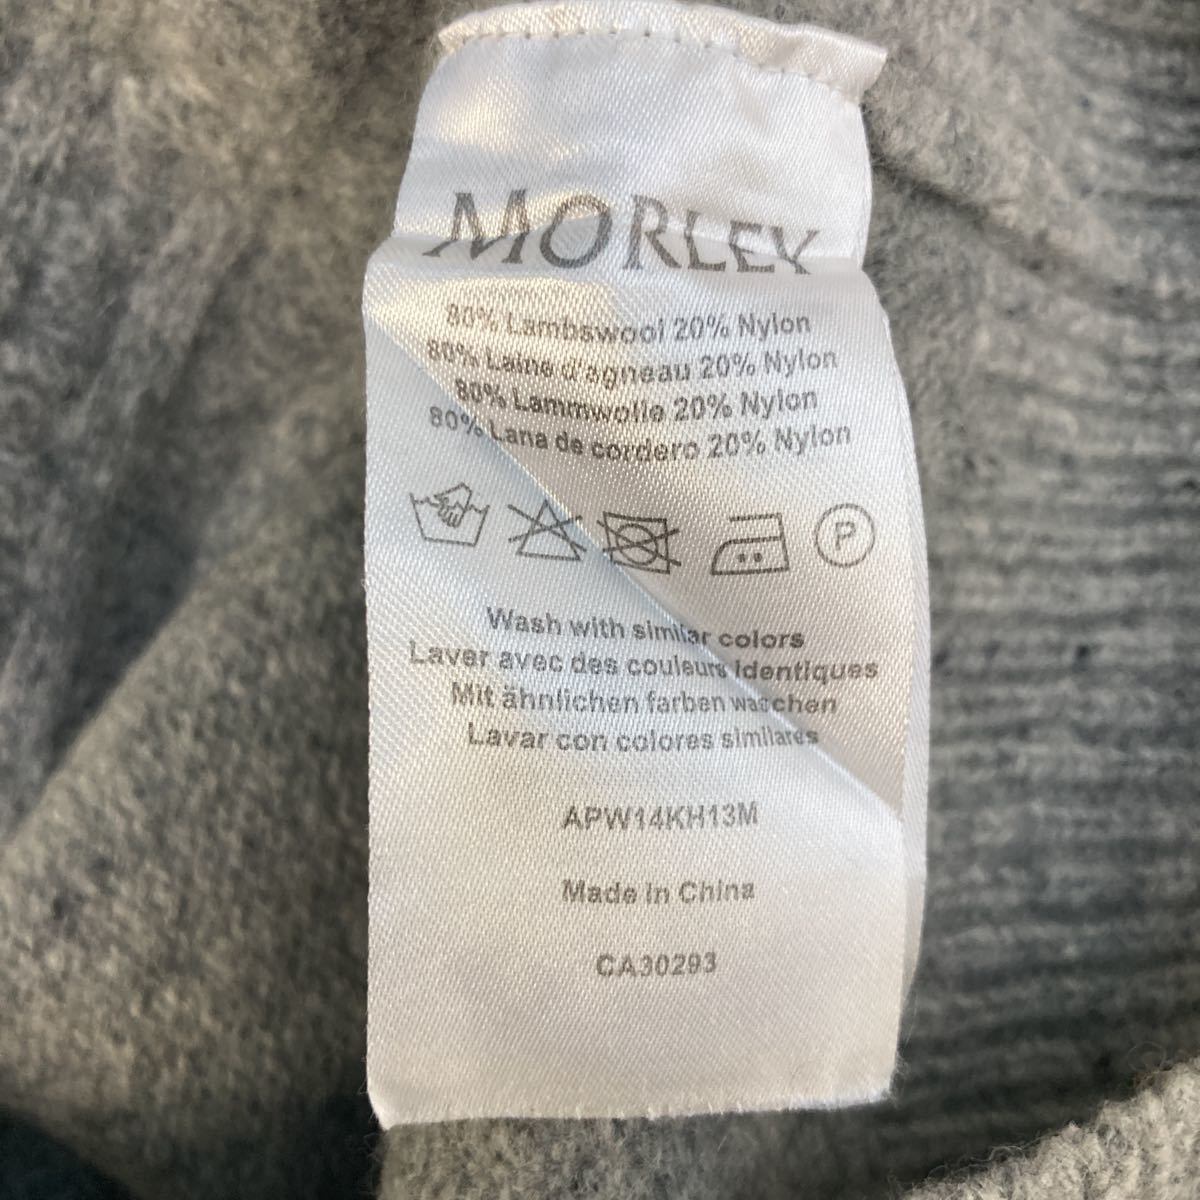 MORLEY
80% Lambswool 20% Nylon
80% Laine d'agneau 20% Nylon
80% Lammwolle 20% Nylon
80% Lana de cordero 20% Nylon
P
Wash with similar colors
Laver avec des couleurs identiques
Mit ähnlichen farben waschen
Lavar con colores similares
APW14KH13M
Made in China
CA30293